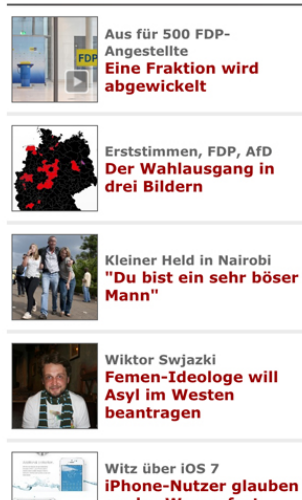 Aus für 500 FDP-
Angestellte
Eine Fraktion wird
abgewickelt
FDP
Erststimmen, FDP, AfD
Der Wahlausgang in
drei Bildern
Kleiner Held in Nairobi
"Du bist ein sehr böser
Mann"
Wiktor Swjazki
Femen-Ideologe will
Asyl im Westen
beantragen
Witz über iOS 7
iPhone-Nutzer glauben